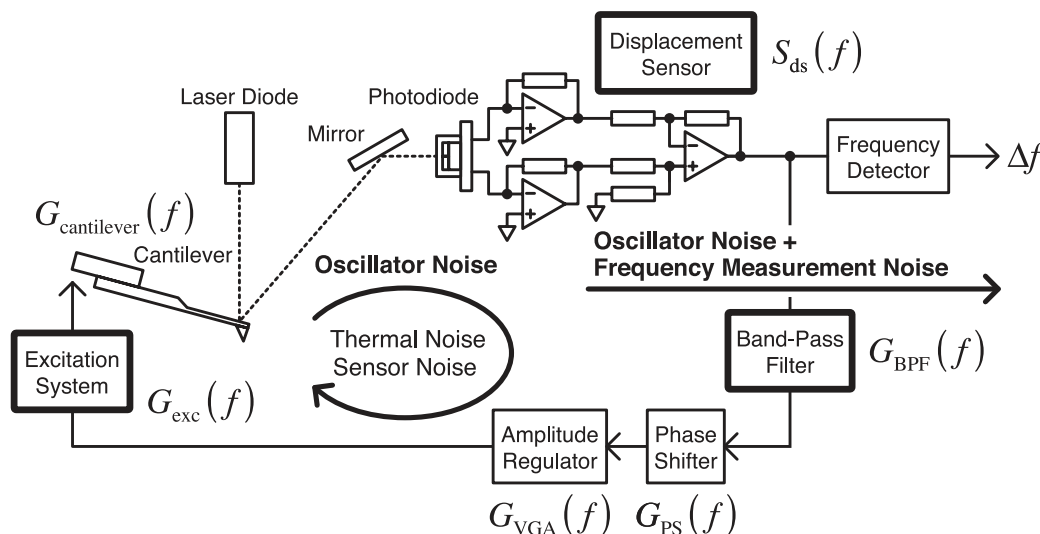 Displacement
Sensor
S_ds(f)
Laser Diode
Photodiode
Mirror
Frequency
Detector
Δf
G_cantilever(f)
Cantilever
Oscillator Noise
Oscillator Noise +
Frequency Measurement Noise
Thermal Noise
Sensor Noise
Excitation
System
G_exc(f)
Band-Pass
Filter
G_BPF(f)
Amplitude
Regulator
Phase
Shifter
G_VGA(f)
G_PS(f)